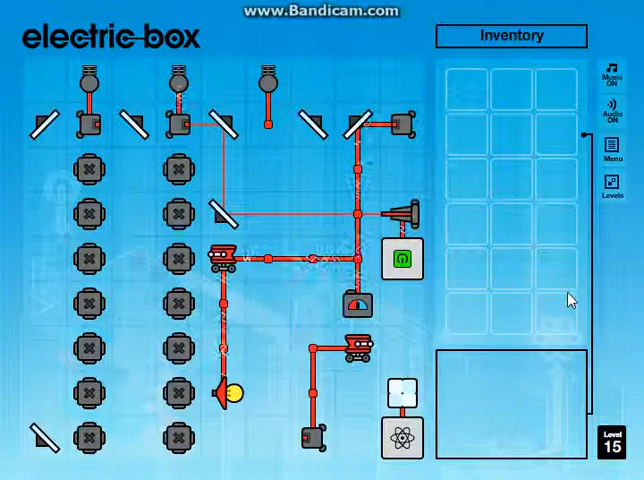 www.Bandicam.com
electric box
Inventory
Music
ON
Audio
ON
Menu
Levels
Level
15